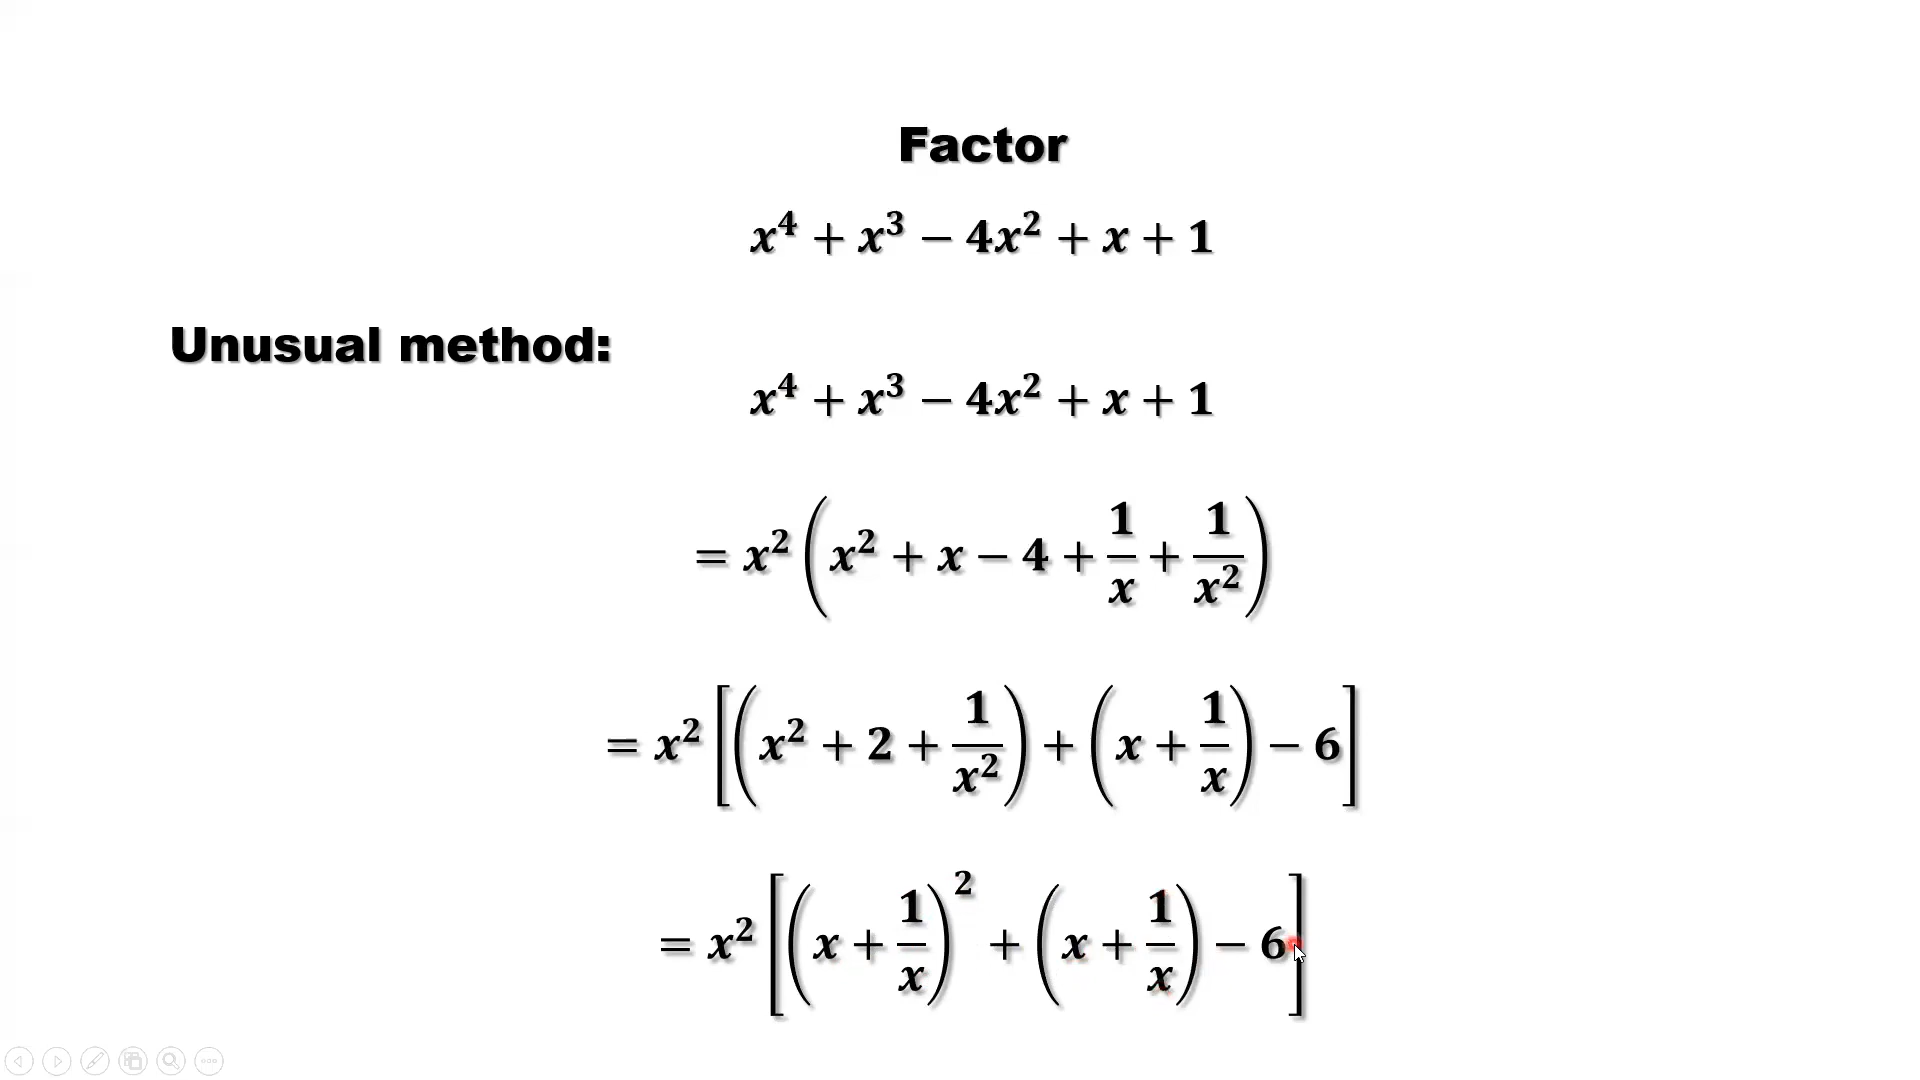 Factor
x⁴ + x³ − 4x² + x + 1
Unusual method:
x⁴ + x³ − 4x² + x + 1
= x² (x² + x − 4 + 1/x + 1/x²)
= x² [(x² + 2 + 1/x²) + (x + 1/x) − 6]
= x² [(x + 1/x)² + (x + 1/x) − 6]